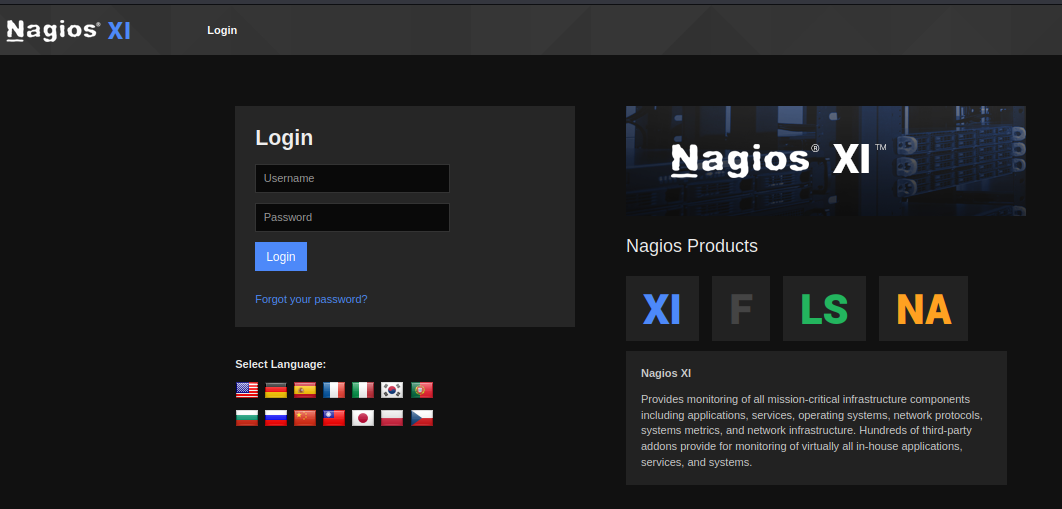 Nagios® XI
Login
Login
Username
Password
Login
Forgot your password?
Select Language:
Nagios® XI™
Nagios Products
XI F LS NA
Nagios XI
Provides monitoring of all mission-critical infrastructure components
including applications, services, operating systems, network protocols,
systems metrics, and network infrastructure. Hundreds of third-party
addons provide for monitoring of virtually all in-house applications,
services, and systems.